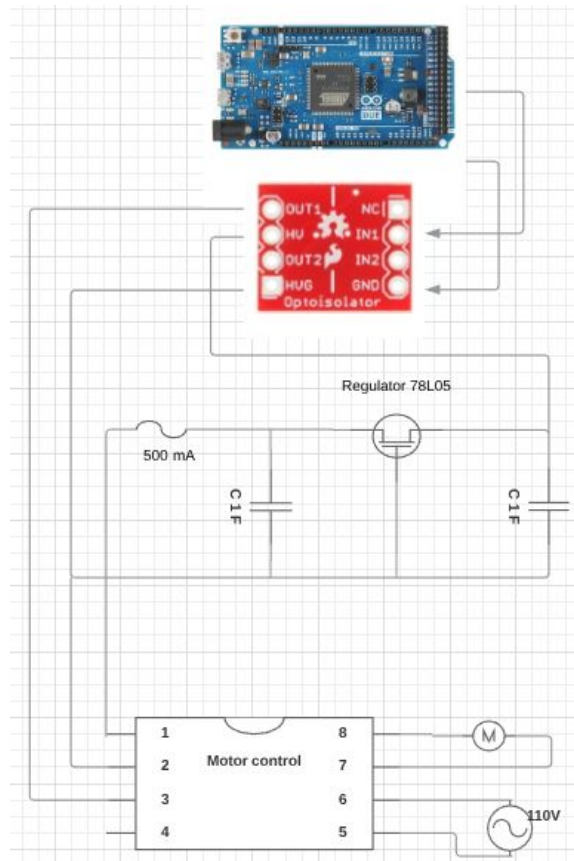 OUT1
NC
HV
IN1
OUT2
IN2
HVG
GND
Optoisolator
Regulator 78L05
500 mA
C 1 F
C 1 F
1
8
Motor control
2
7
3
6
110V
4
5